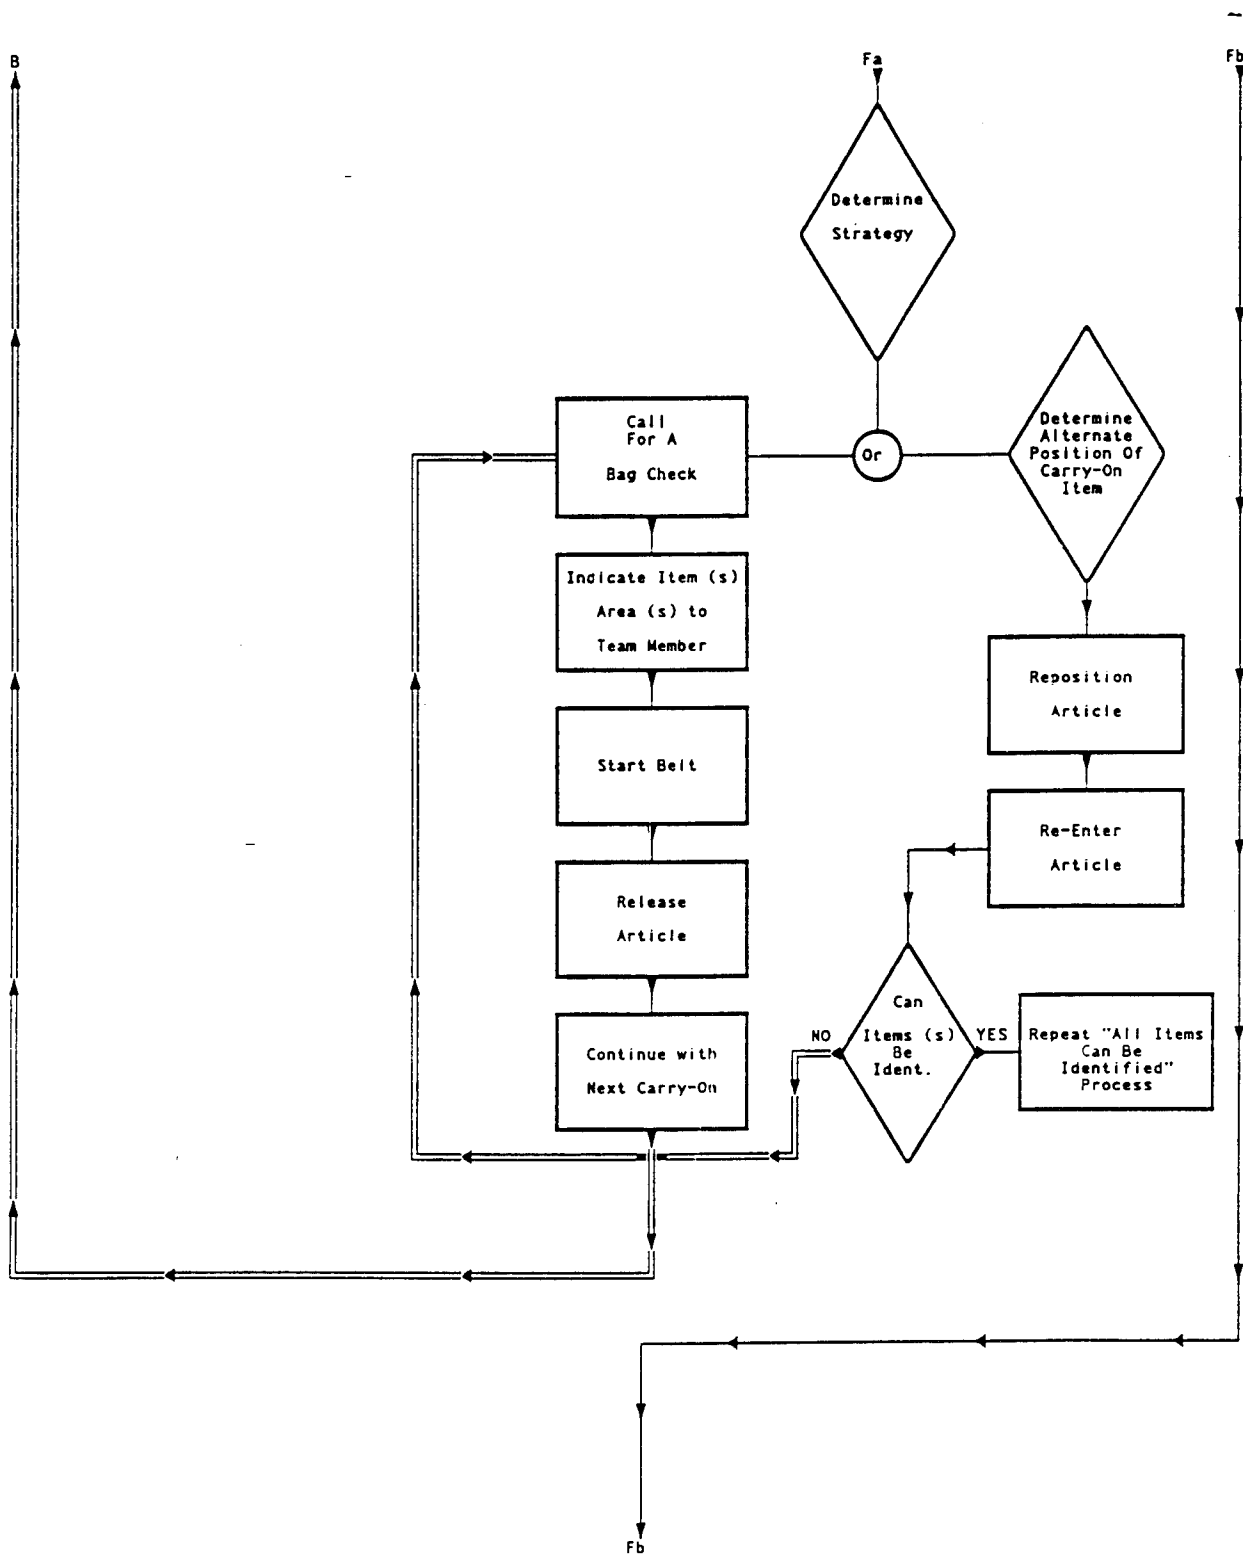 B
Fa
Fb
Determine
Strategy
Call
For A
Bag Check
Or
Determine
Alternate
Position Of
Carry-On
Item
Indicate Item (s)
Area (s) to
Team Member
Reposition
Article
Start Belt
Re-Enter
Article
Release
Article
Can
Items (s)
Be
Ident.
NO
YES
Repeat "All Items
Can Be
Identified"
Process
Continue with
Next Carry-On
Fb